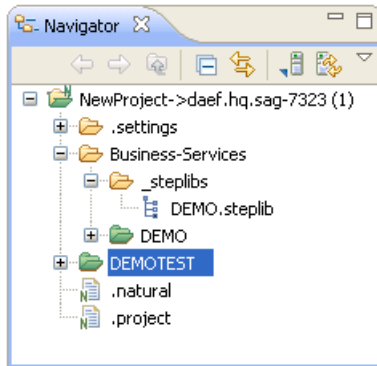 Navigator
NewProject->daef.hq.sag-7323 (1)
.settings
Business-Services
_steplibs
DEMO.steplib
DEMO
DEMOTEST
.natural
.project